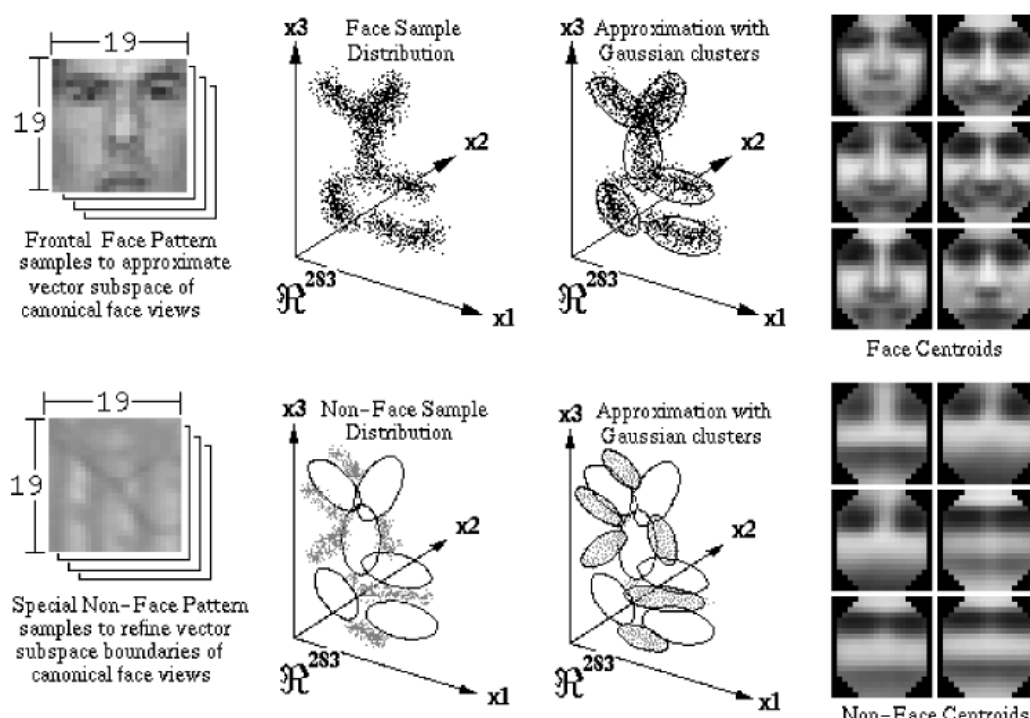 19
19
Frontal Face Pattern
samples to approximate
vector subspace of
canonical face views
x3 Face Sample
Distribution
x2
ℜ283
x1
x3 Approximation with
Gaussian clusters
x2
ℜ283
x1
Face Centroids
19
19
Special Non-Face Pattern
samples to refine vector
subspace boundaries of
canonical face views
x3 Non-Face Sample
Distribution
x2
ℜ283
x1
x3 Approximation with
Gaussian clusters
x2
ℜ283
x1
Non-Face Centroids